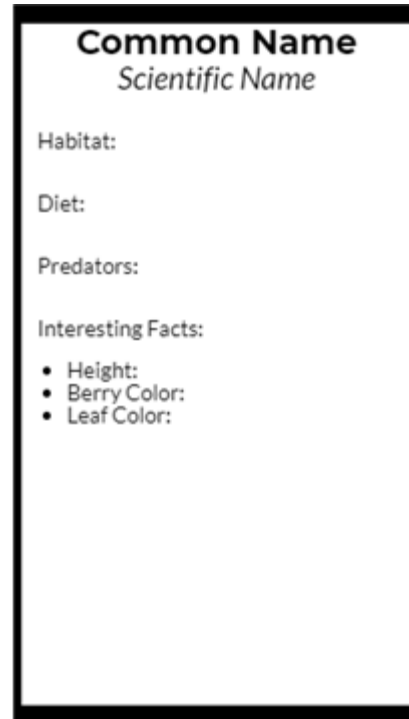 Common Name
Scientific Name
Habitat:
Diet:
Predators:
Interesting Facts:
• Height:
• Berry Color:
• Leaf Color: